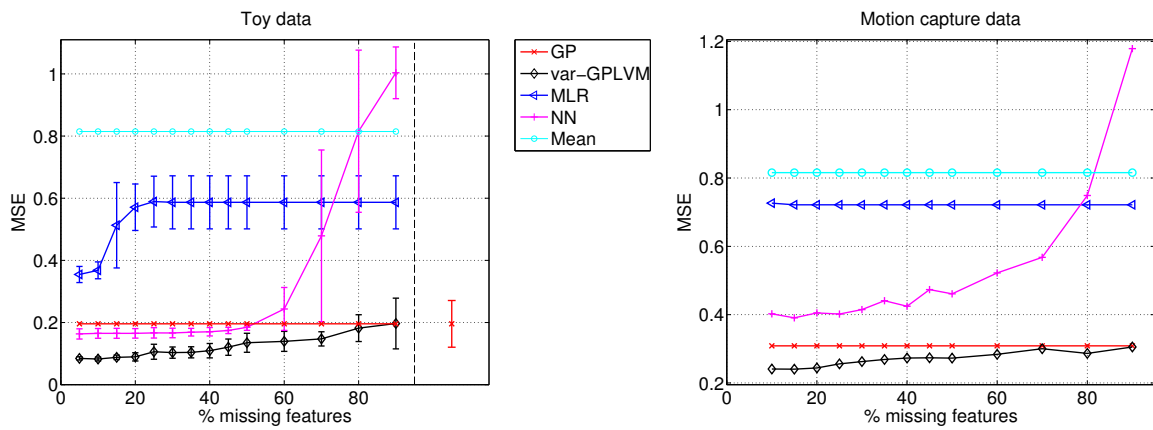 Toy data
MSE
1
0.8
0.6
0.4
0.2
0
0 20 40 60 80
% missing features
GP
var−GPLVM
MLR
NN
Mean
Motion capture data
MSE
1.2
1
0.8
0.6
0.4
0.2
0 20 40 60 80
% missing features